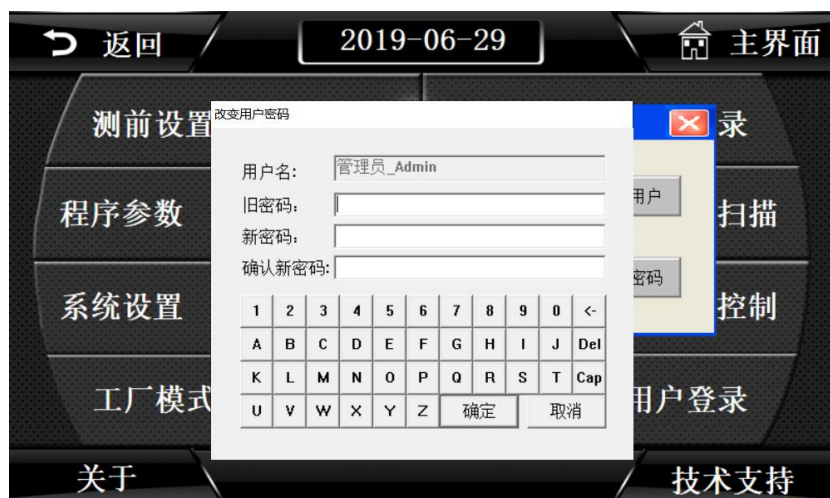 返回
2019-06-29
主界面
测前设置
录
程序参数
扫描
系统设置
控制
工厂模式
用户登录
关于
技术支持
用户
密码
改变用户密码
用户名:
管理员_Admin
旧密码:
新密码:
确认新密码:
1 2 3 4 5 6 7 8 9 0 <-
A B C D E F G H I J Del
K L M N O P Q R S T Cap
U V W X Y Z 确定 取消